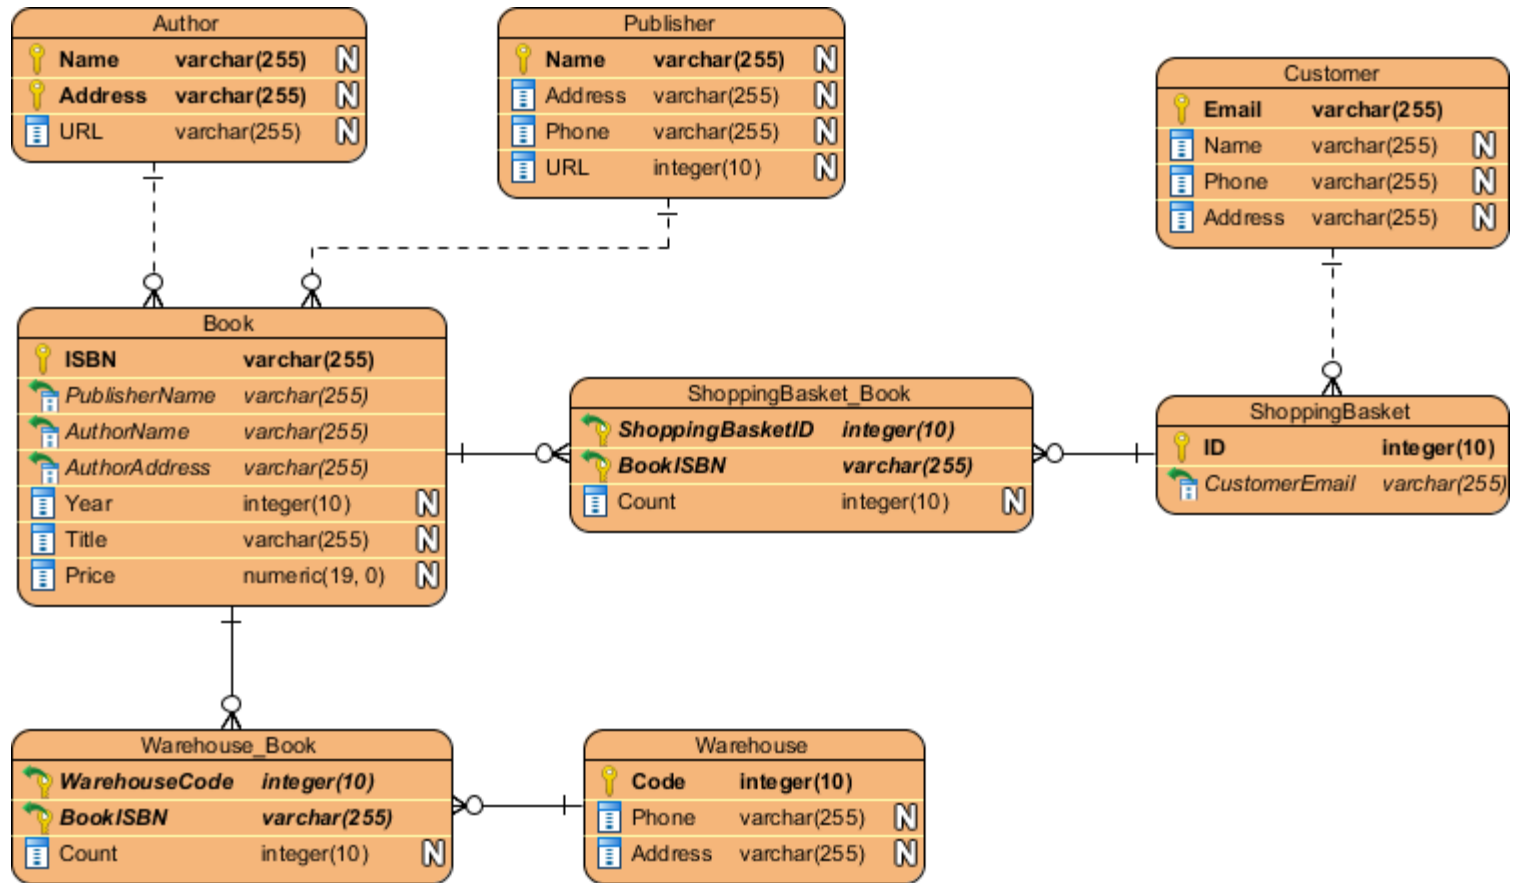 Author
Name varchar(255) N
Address varchar(255) N
URL varchar(255) N
Publisher
Name varchar(255) N
Address varchar(255) N
Phone varchar(255) N
URL integer(10) N
Customer
Email varchar(255)
Name varchar(255) N
Phone varchar(255) N
Address varchar(255) N
Book
ISBN varchar(255)
PublisherName varchar(255)
AuthorName varchar(255)
AuthorAddress varchar(255)
Year integer(10) N
Title varchar(255) N
Price numeric(19, 0) N
ShoppingBasket_Book
ShoppingBasketID integer(10)
BookISBN varchar(255)
Count integer(10) N
ShoppingBasket
ID integer(10)
CustomerEmail varchar(255)
Warehouse_Book
WarehouseCode integer(10)
BookISBN varchar(255)
Count integer(10) N
Warehouse
Code integer(10)
Phone varchar(255) N
Address varchar(255) N